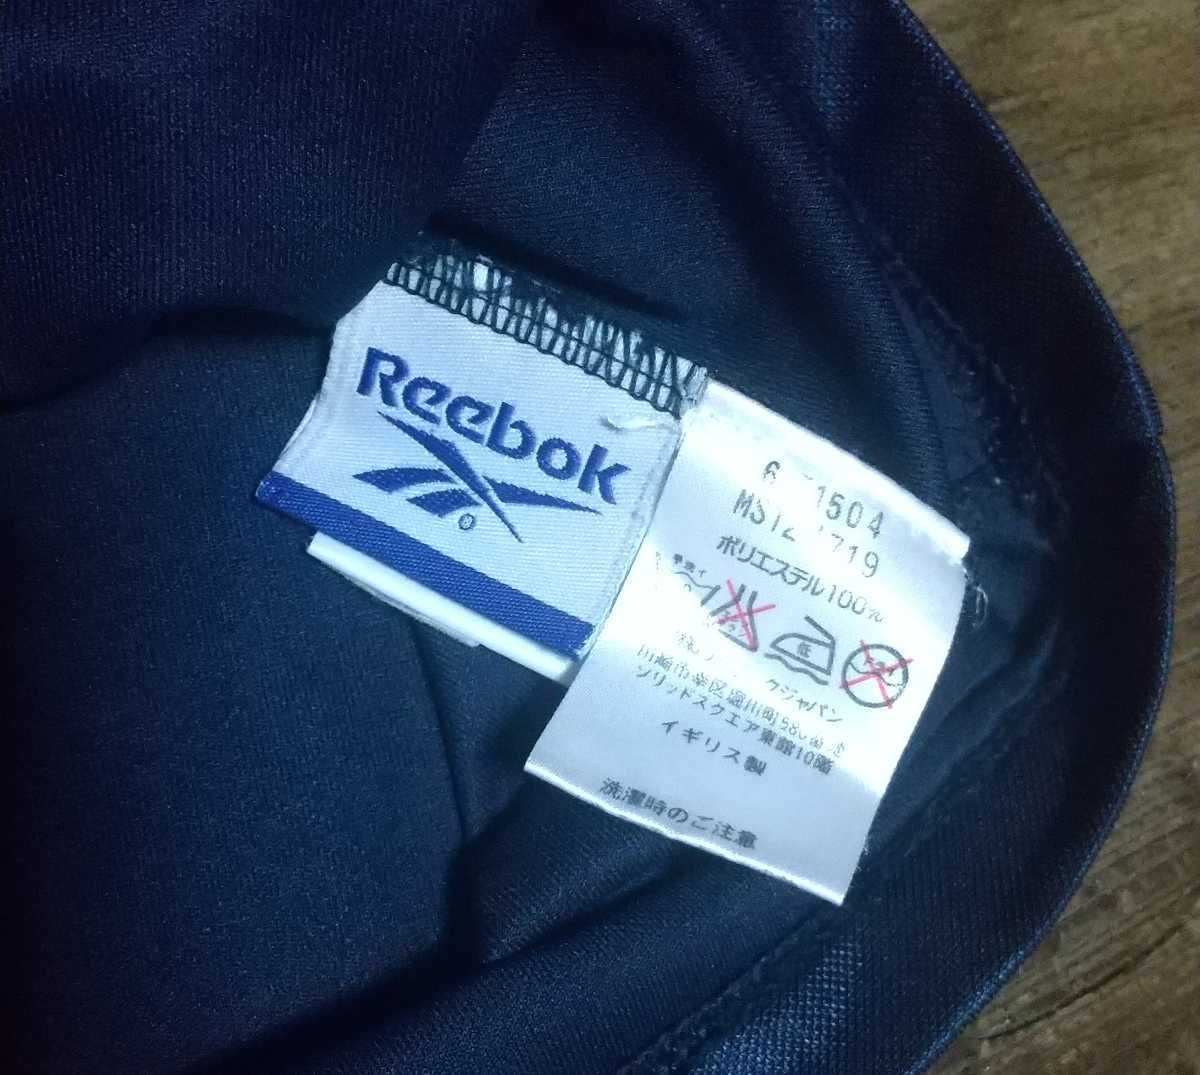 Reebok
®
1504
719
ポリエステル100%
低
クジャパン
川崎市幸区堀川町580番地
ソリッドスクエア東館10階
イギリス製
洗濯時のご注意